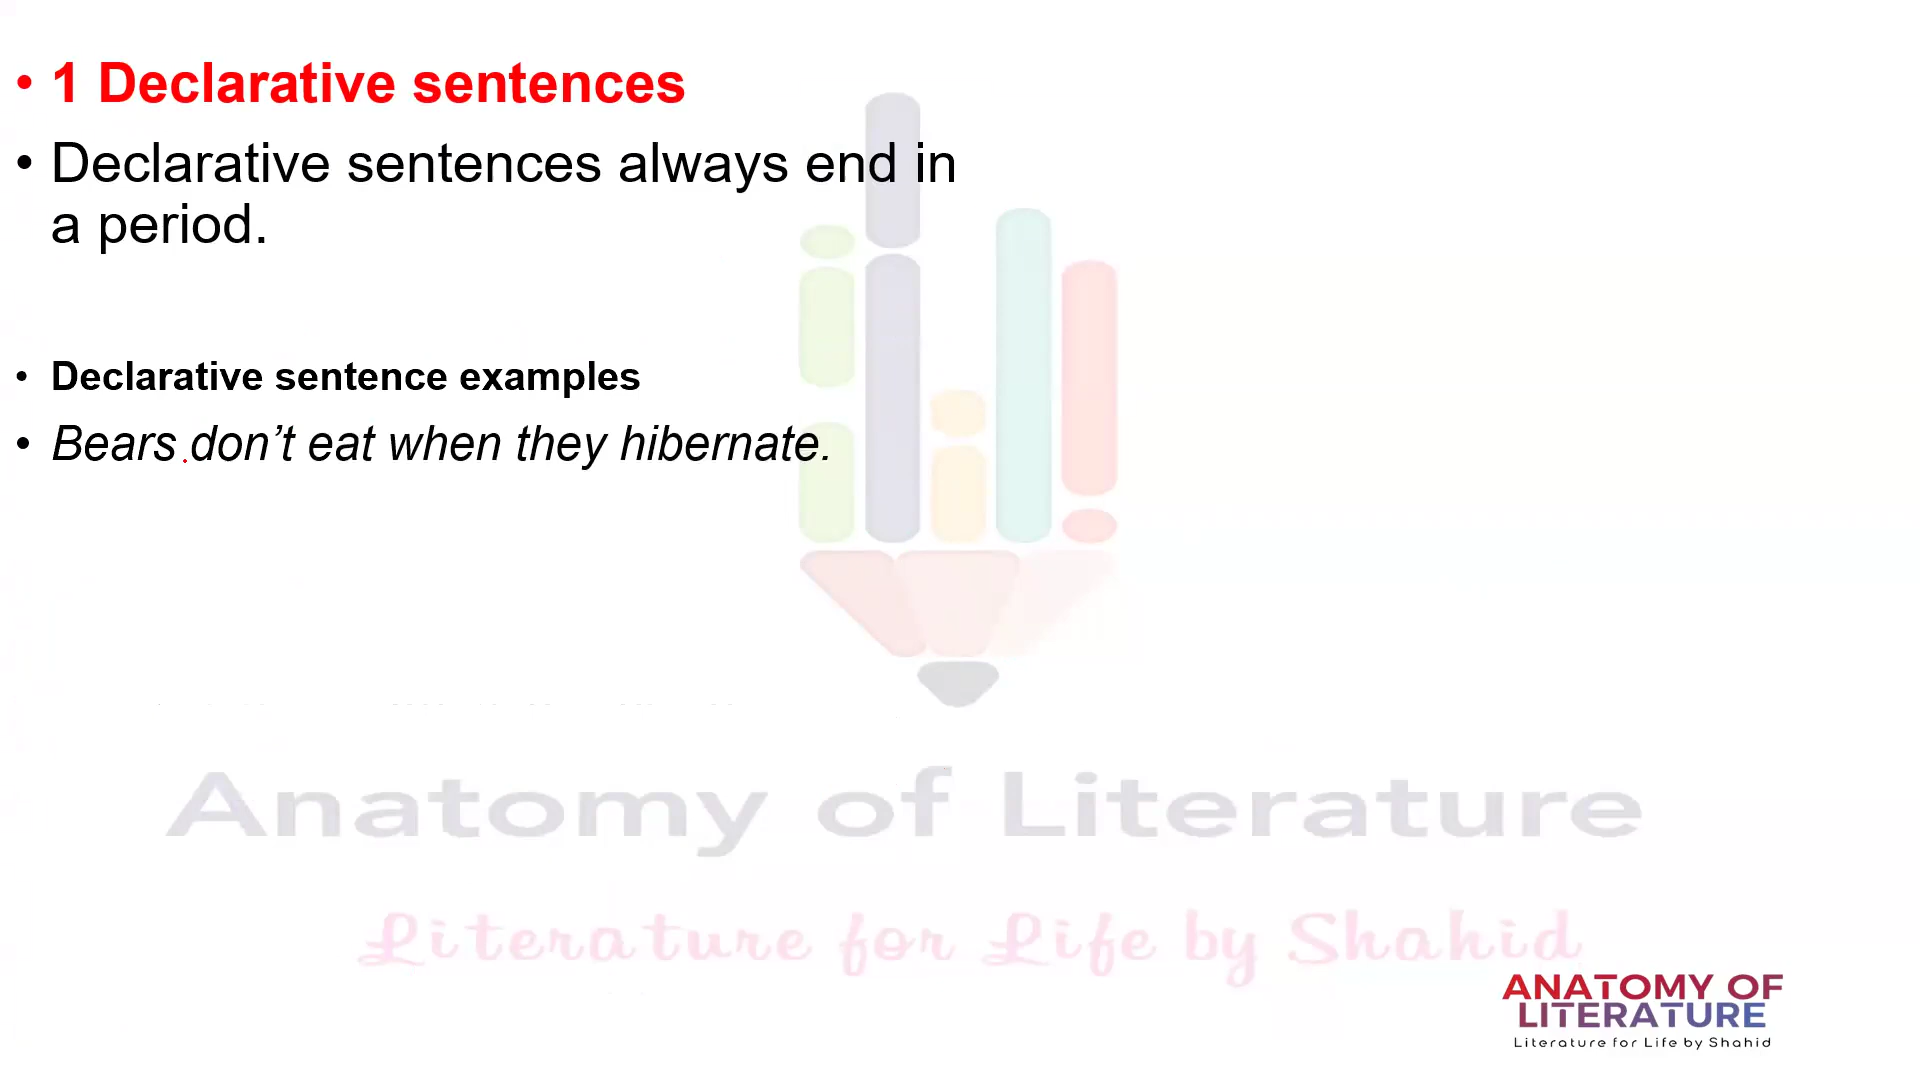 • 1 Declarative sentences
• Declarative sentences always end in
a period.
• Declarative sentence examples
• Bears don’t eat when they hibernate.
Anatomy of Literature
Literature for Life by Shahid
ANATOMY OF
LITERATURE
Literature for Life by Shahid